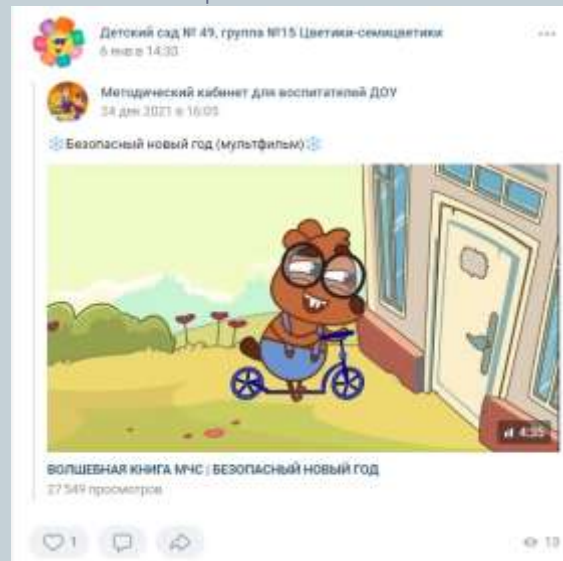 Детский сад № 49, группа №15 Цветики-семицветики
6 янв в 14:33
Методический кабинет для воспитателей ДОУ
24 дек 2021 в 16:05
Безопасный новый год (мультфильм)
4:35
ВОЛШЕБНАЯ КНИГА МЧС | БЕЗОПАСНЫЙ НОВЫЙ ГОД
27 549 просмотров
1
13